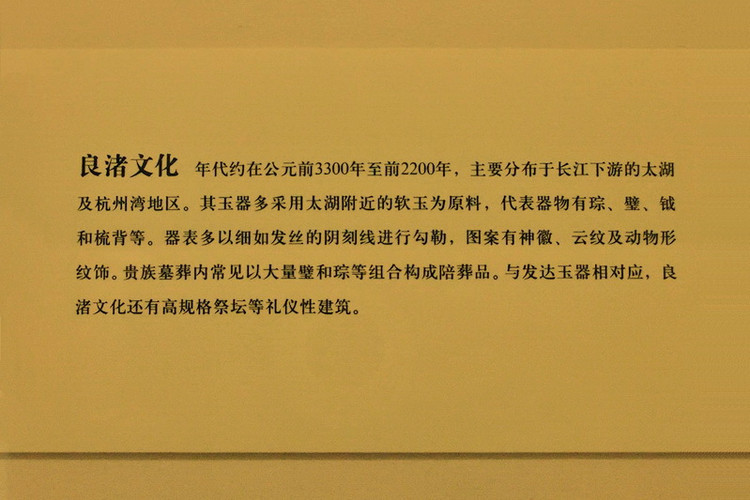 良渚文化 年代约在公元前3300年至前2200年，主要分布于长江下游的太湖
及杭州湾地区。其玉器多采用太湖附近的软玉为原料，代表器物有琮、璧、钺
和梳背等。器表多以细如发丝的阴刻线进行勾勒，图案有神徽、云纹及动物形
纹饰。贵族墓葬内常见以大量璧和琮等组合构成陪葬品。与发达玉器相对应，良
渚文化还有高规格祭坛等礼仪性建筑。